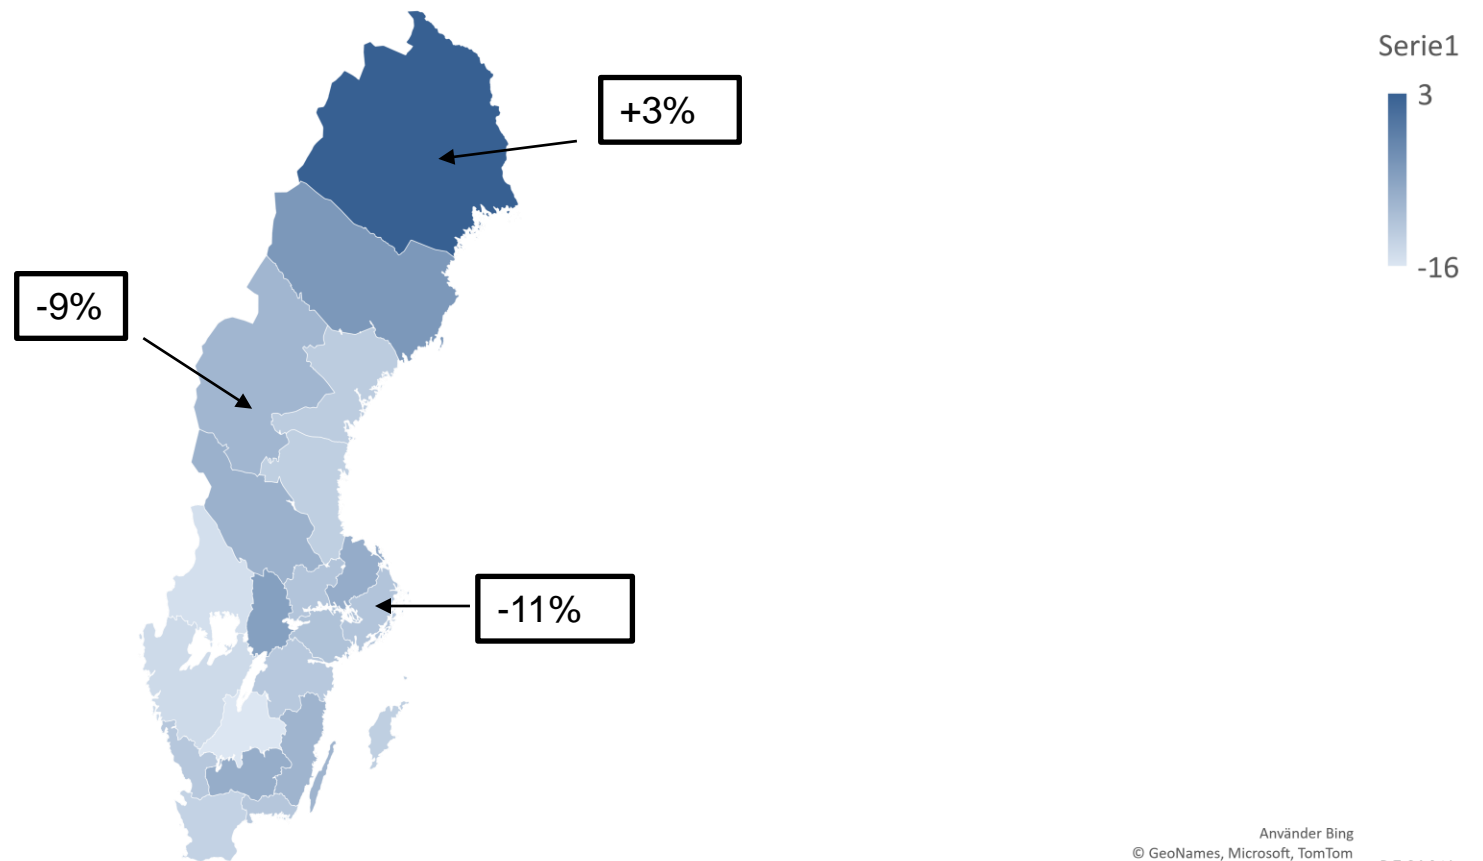 Serie1
3
+3%
-16
-9%
-11%
Använder Bing
© GeoNames, Microsoft, TomTom